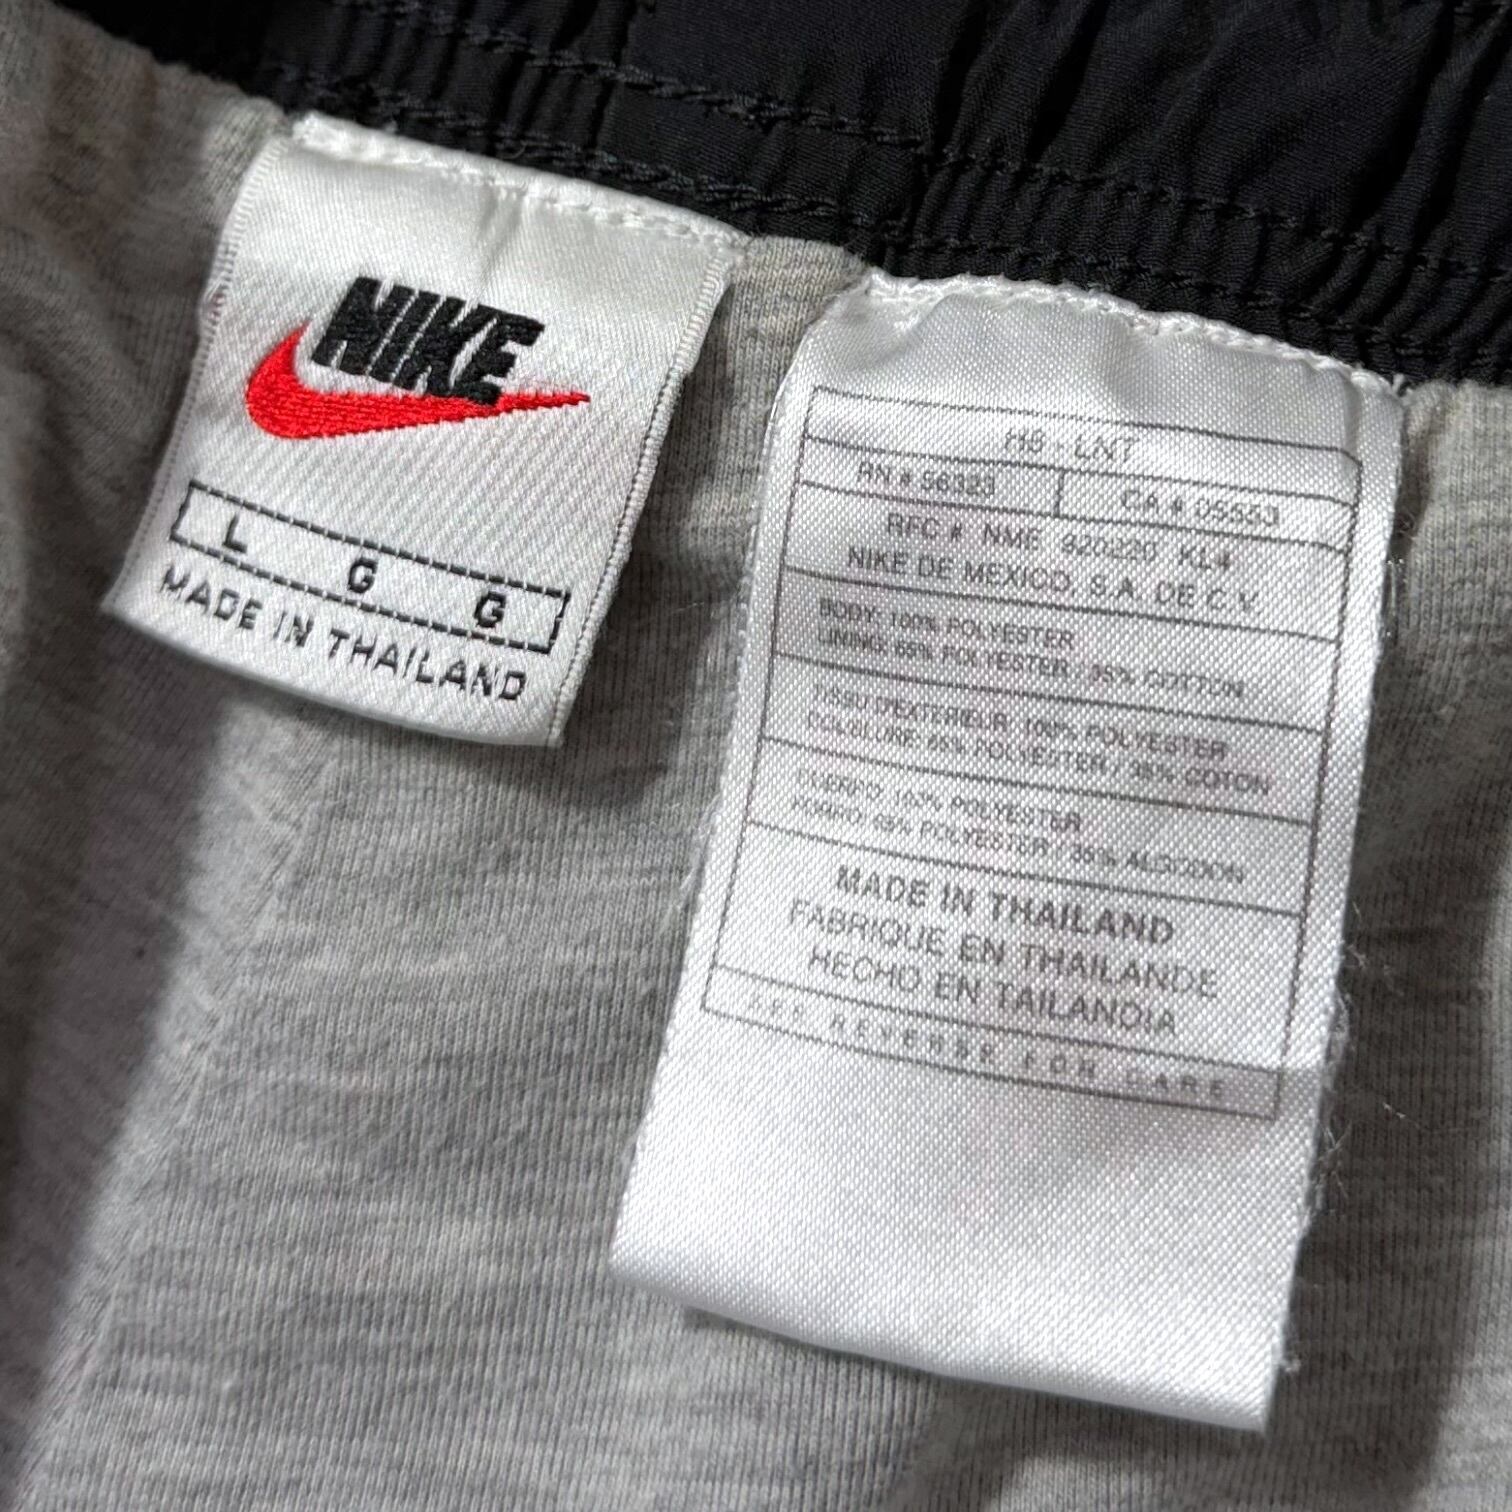 NIKE
L G G
MADE IN THAILAND
H8 - LNT
RN # 56323 CA # 05553
RFC # NME 920220 KL4
NIKE DE MEXICO, S.A. DE C.V.
BODY: 100% POLYESTER
LINING: 65% POLYESTER / 35% COTTON
TISSU D'EXTERIEUR: 100% POLYESTER
DOUBLURE: 65% POLYESTER / 35% COTON
CUERPO: 100% POLYESTER
FORRO: 65% POLYESTER / 35% ALGODON
MADE IN THAILAND
FABRIQUE EN THAILANDE
HECHO EN TAILANDIA
SEE REVERSE FOR CARE